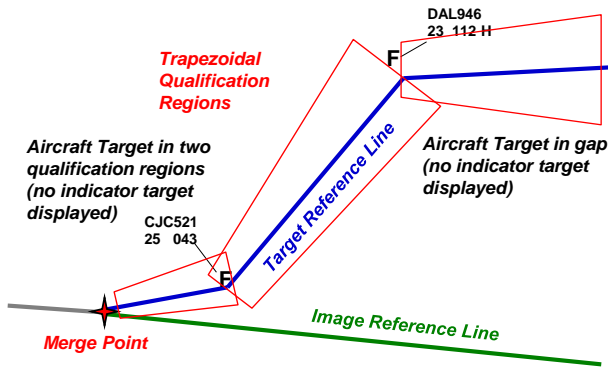 DAL946
23 112 H
F
Trapezoidal
Qualification
Regions
Aircraft Target in two
qualification regions
(no indicator target
displayed)
Aircraft Target in gap
(no indicator target
displayed)
Target Reference Line
CJC521
25 043
F
Image Reference Line
Merge Point